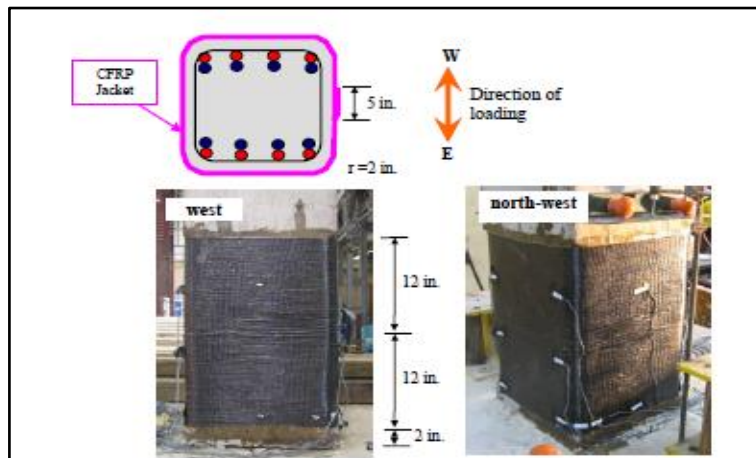 CFRP
Jacket
5 in.
r =2 in.
W
Direction of
loading
E
west
north-west
12 in.
12 in.
2 in.